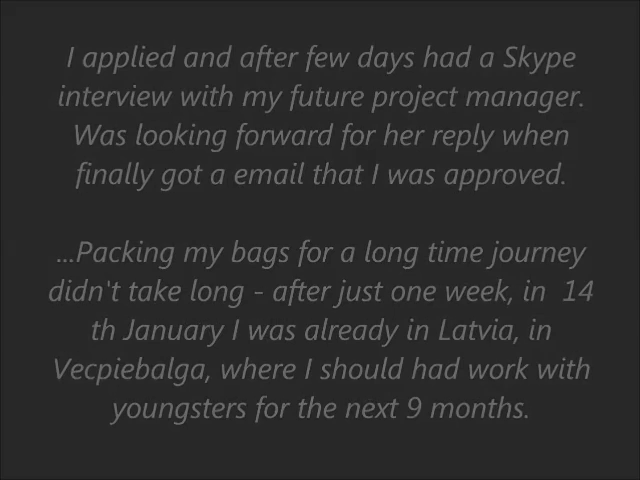 I applied and after few days had a Skype
interview with my future project manager.
Was looking forward for her reply when
finally got a email that I was approved.
...Packing my bags for a long time journey
didn't take long - after just one week, in  14
th January I was already in Latvia, in
Vecpiebalga, where I should had work with
youngsters for the next 9 months.